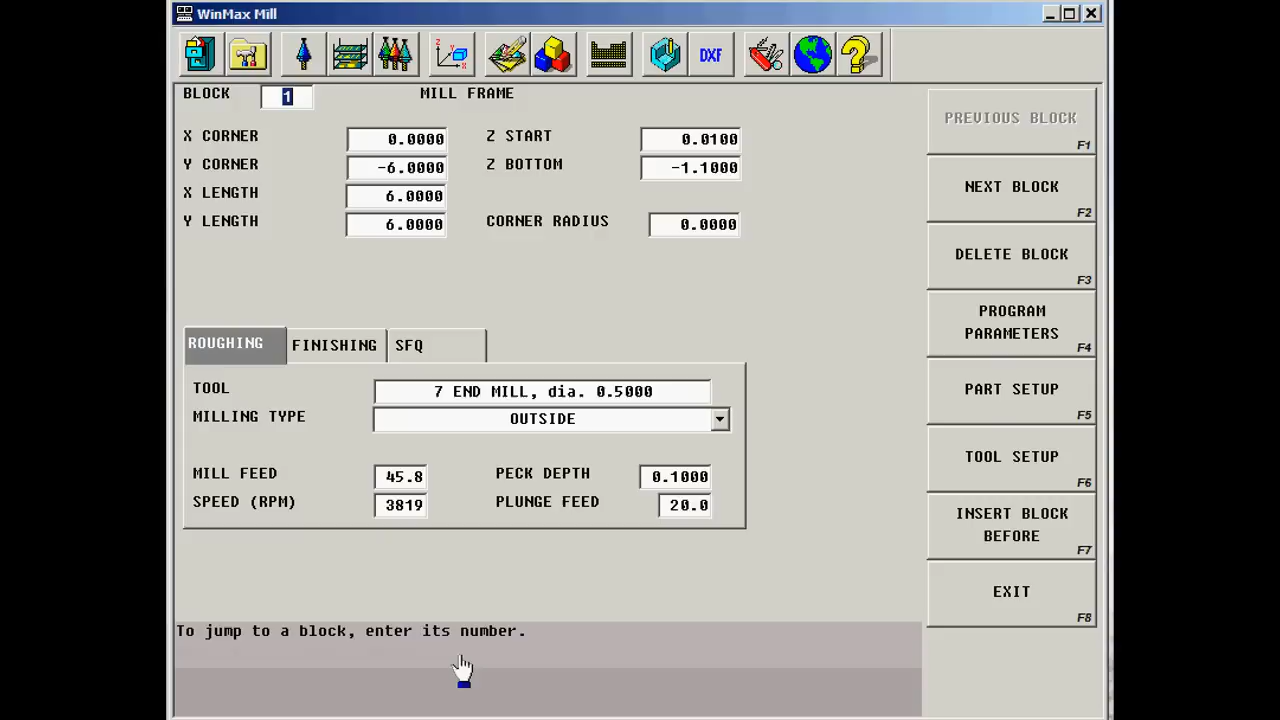 WinMax Mill
DXF
BLOCK 1 MILL FRAME
X CORNER 0.0000 Z START 0.0100
Y CORNER -6.0000 Z BOTTOM -1.1000
X LENGTH 6.0000
Y LENGTH 6.0000 CORNER RADIUS 0.0000
ROUGHING FINISHING SFQ
TOOL 7 END MILL, dia. 0.5000
MILLING TYPE OUTSIDE
MILL FEED 45.8 PECK DEPTH 0.1000
SPEED (RPM) 3819 PLUNGE FEED 20.0
To jump to a block, enter its number.
PREVIOUS BLOCK
F1
NEXT BLOCK
F2
DELETE BLOCK
F3
PROGRAM
PARAMETERS
F4
PART SETUP
F5
TOOL SETUP
F6
INSERT BLOCK
BEFORE
F7
EXIT
F8